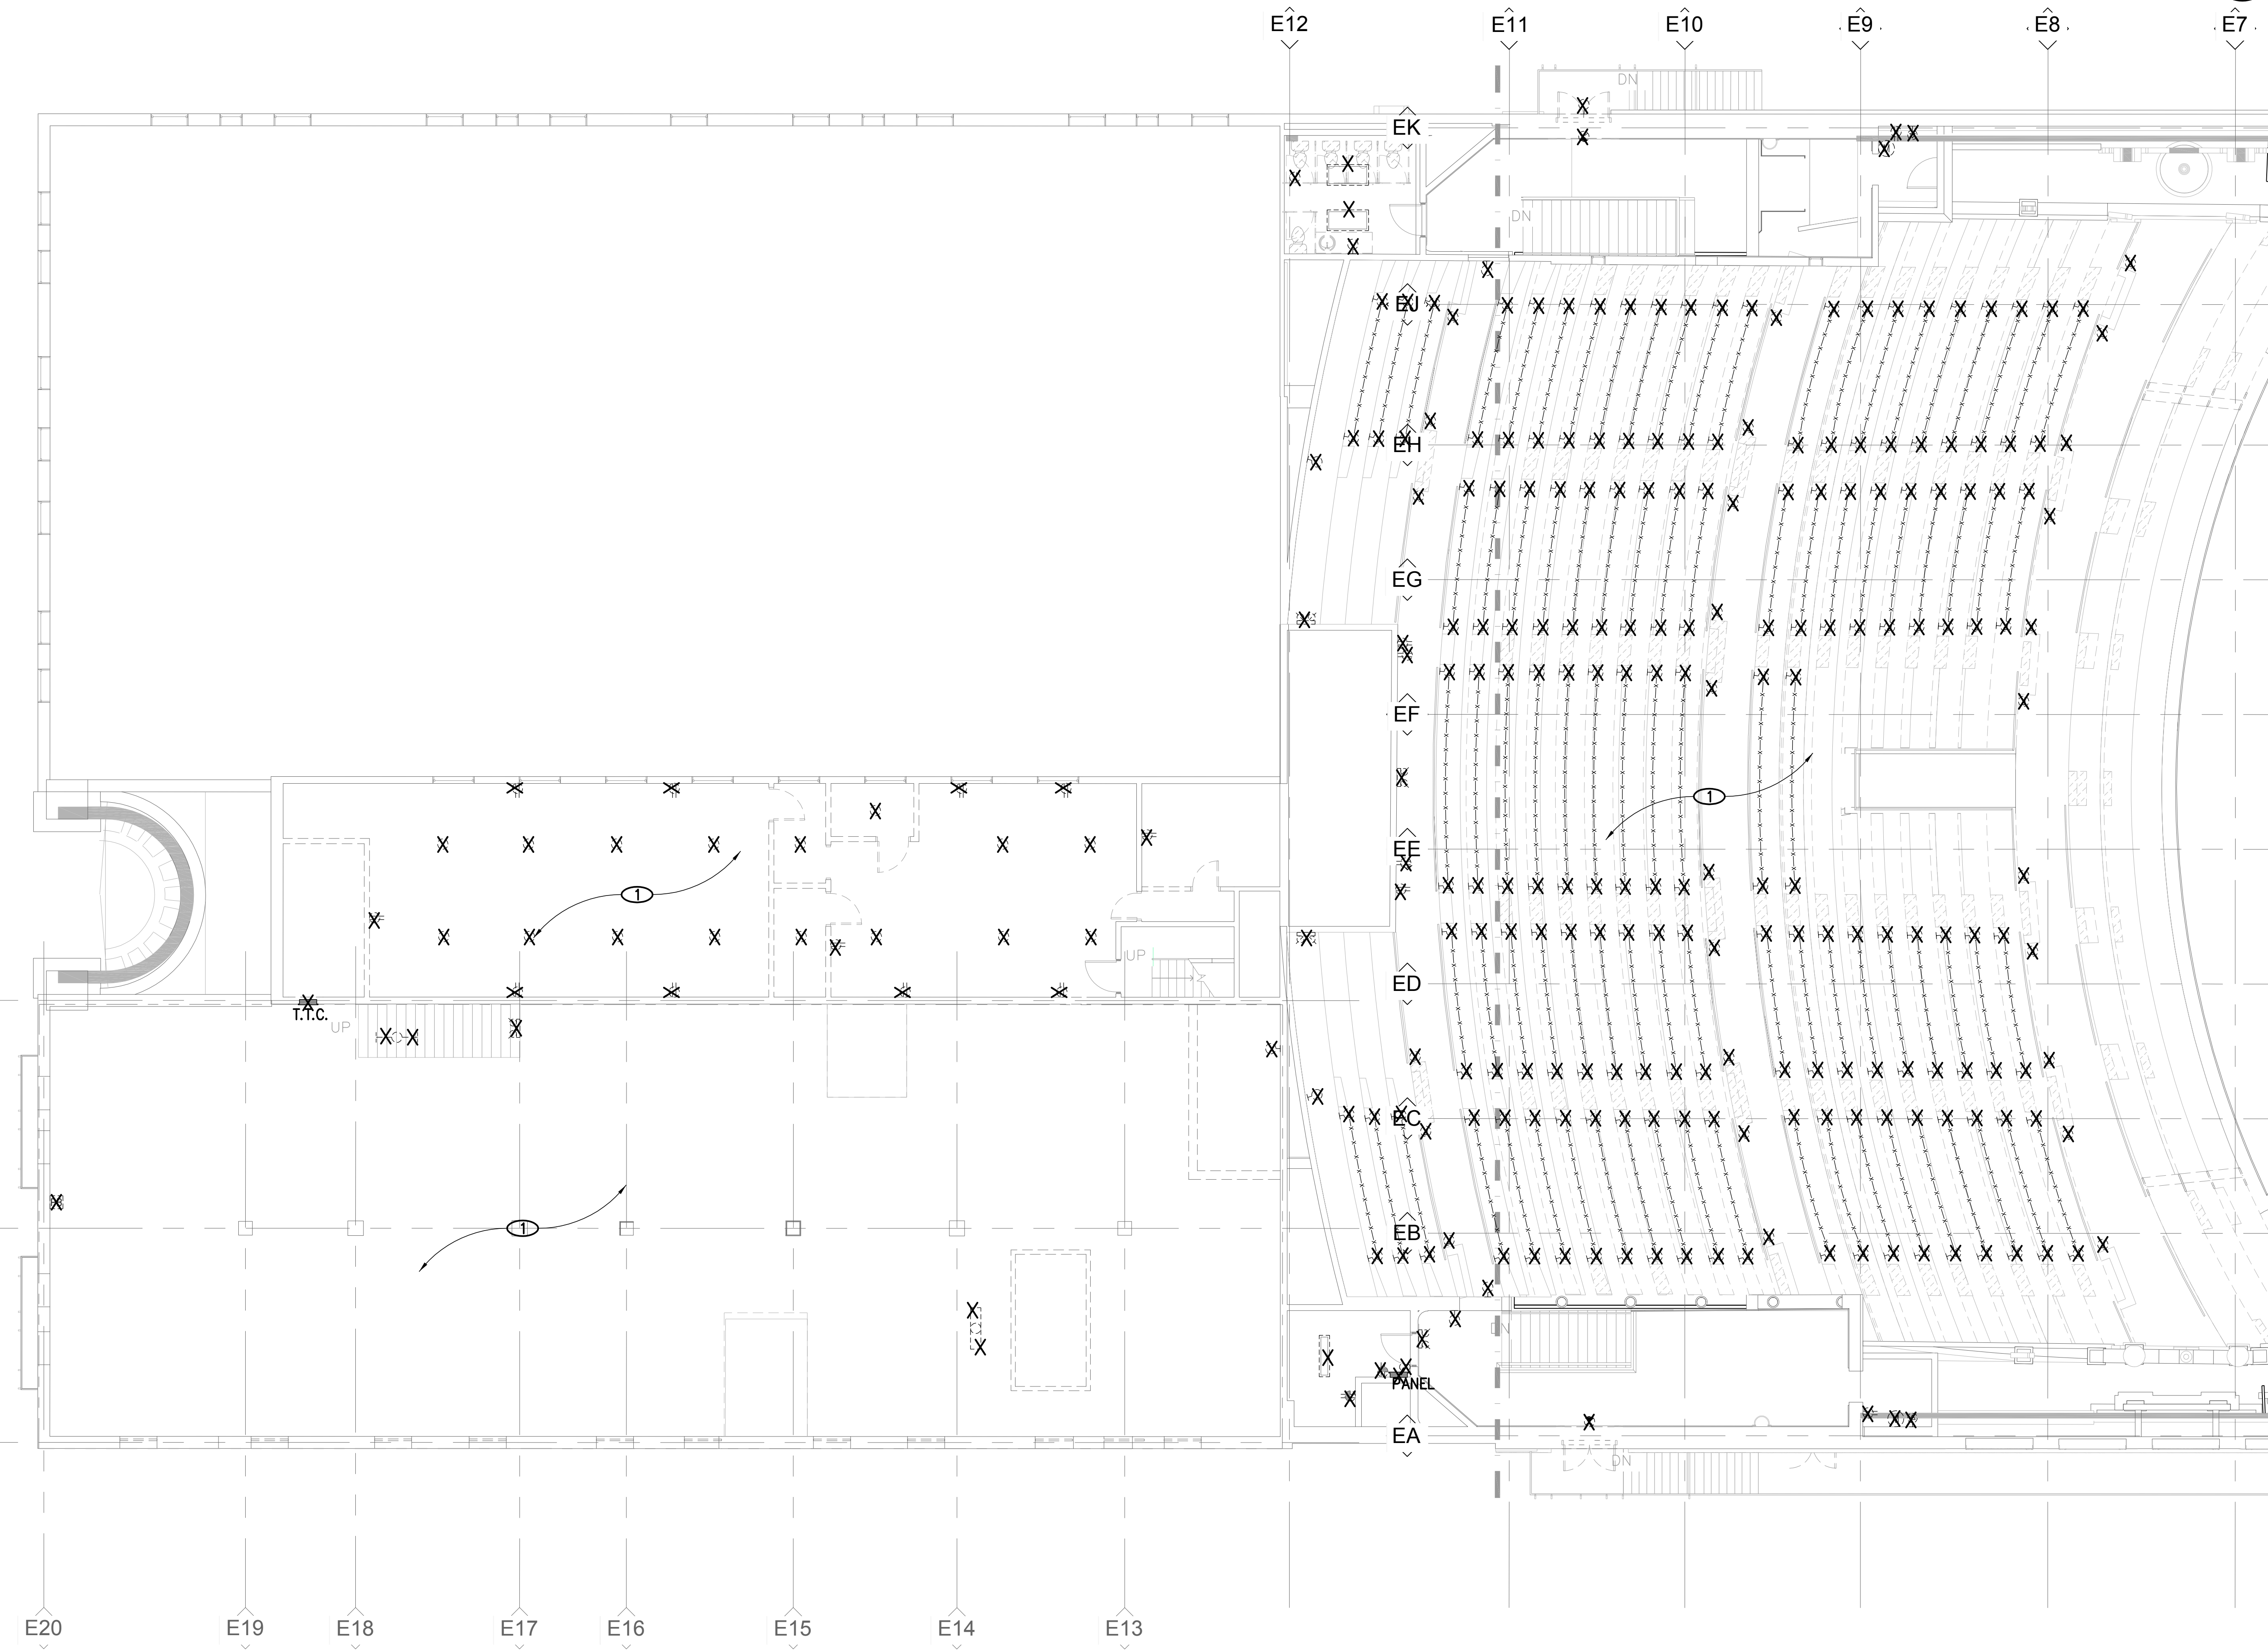 E12 E11 E10 E9 E8 E7
DN
EK
DN
EJ
EH
EG
EF
1
EE
1
UP
ED
T.T.C.
UP
EC
1
EB
DN
PANEL
EA
DN
E20 E19 E18 E17 E16 E15 E14 E13